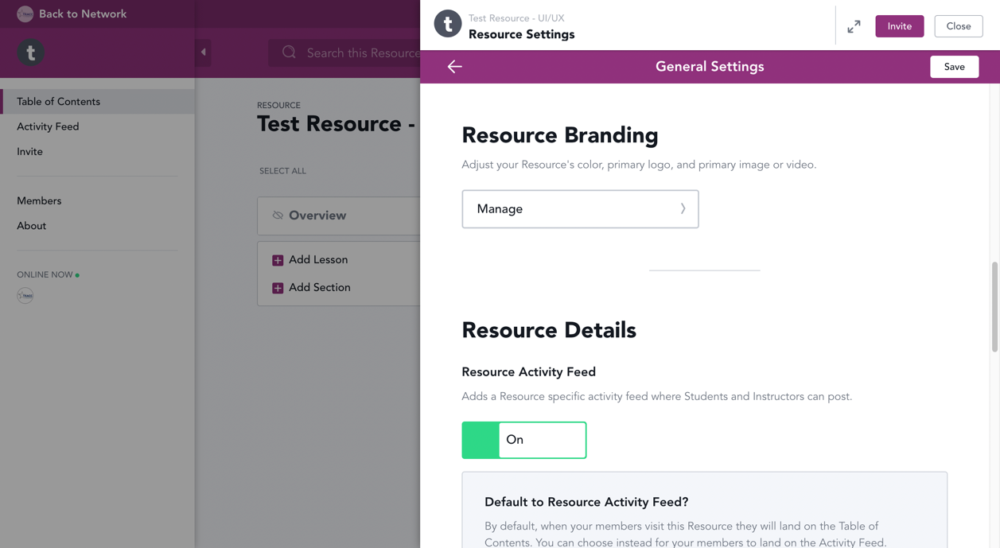 Back to Network
t
Search this Resource
Table of Contents
Activity Feed
Invite
Members
About
ONLINE NOW
RESOURCE
Test Resource -
SELECT ALL
Overview
Add Lesson
Add Section
t
Test Resource - UI/UX
Resource Settings
Invite
Close
General Settings
Save
Resource Branding
Adjust your Resource's color, primary logo, and primary image or video.
Manage
Resource Details
Resource Activity Feed
Adds a Resource specific activity feed where Students and Instructors can post.
On
Default to Resource Activity Feed?
By default, when your members visit this Resource they will land on the Table of
Contents. You can choose instead for your members to land on the Activity Feed.